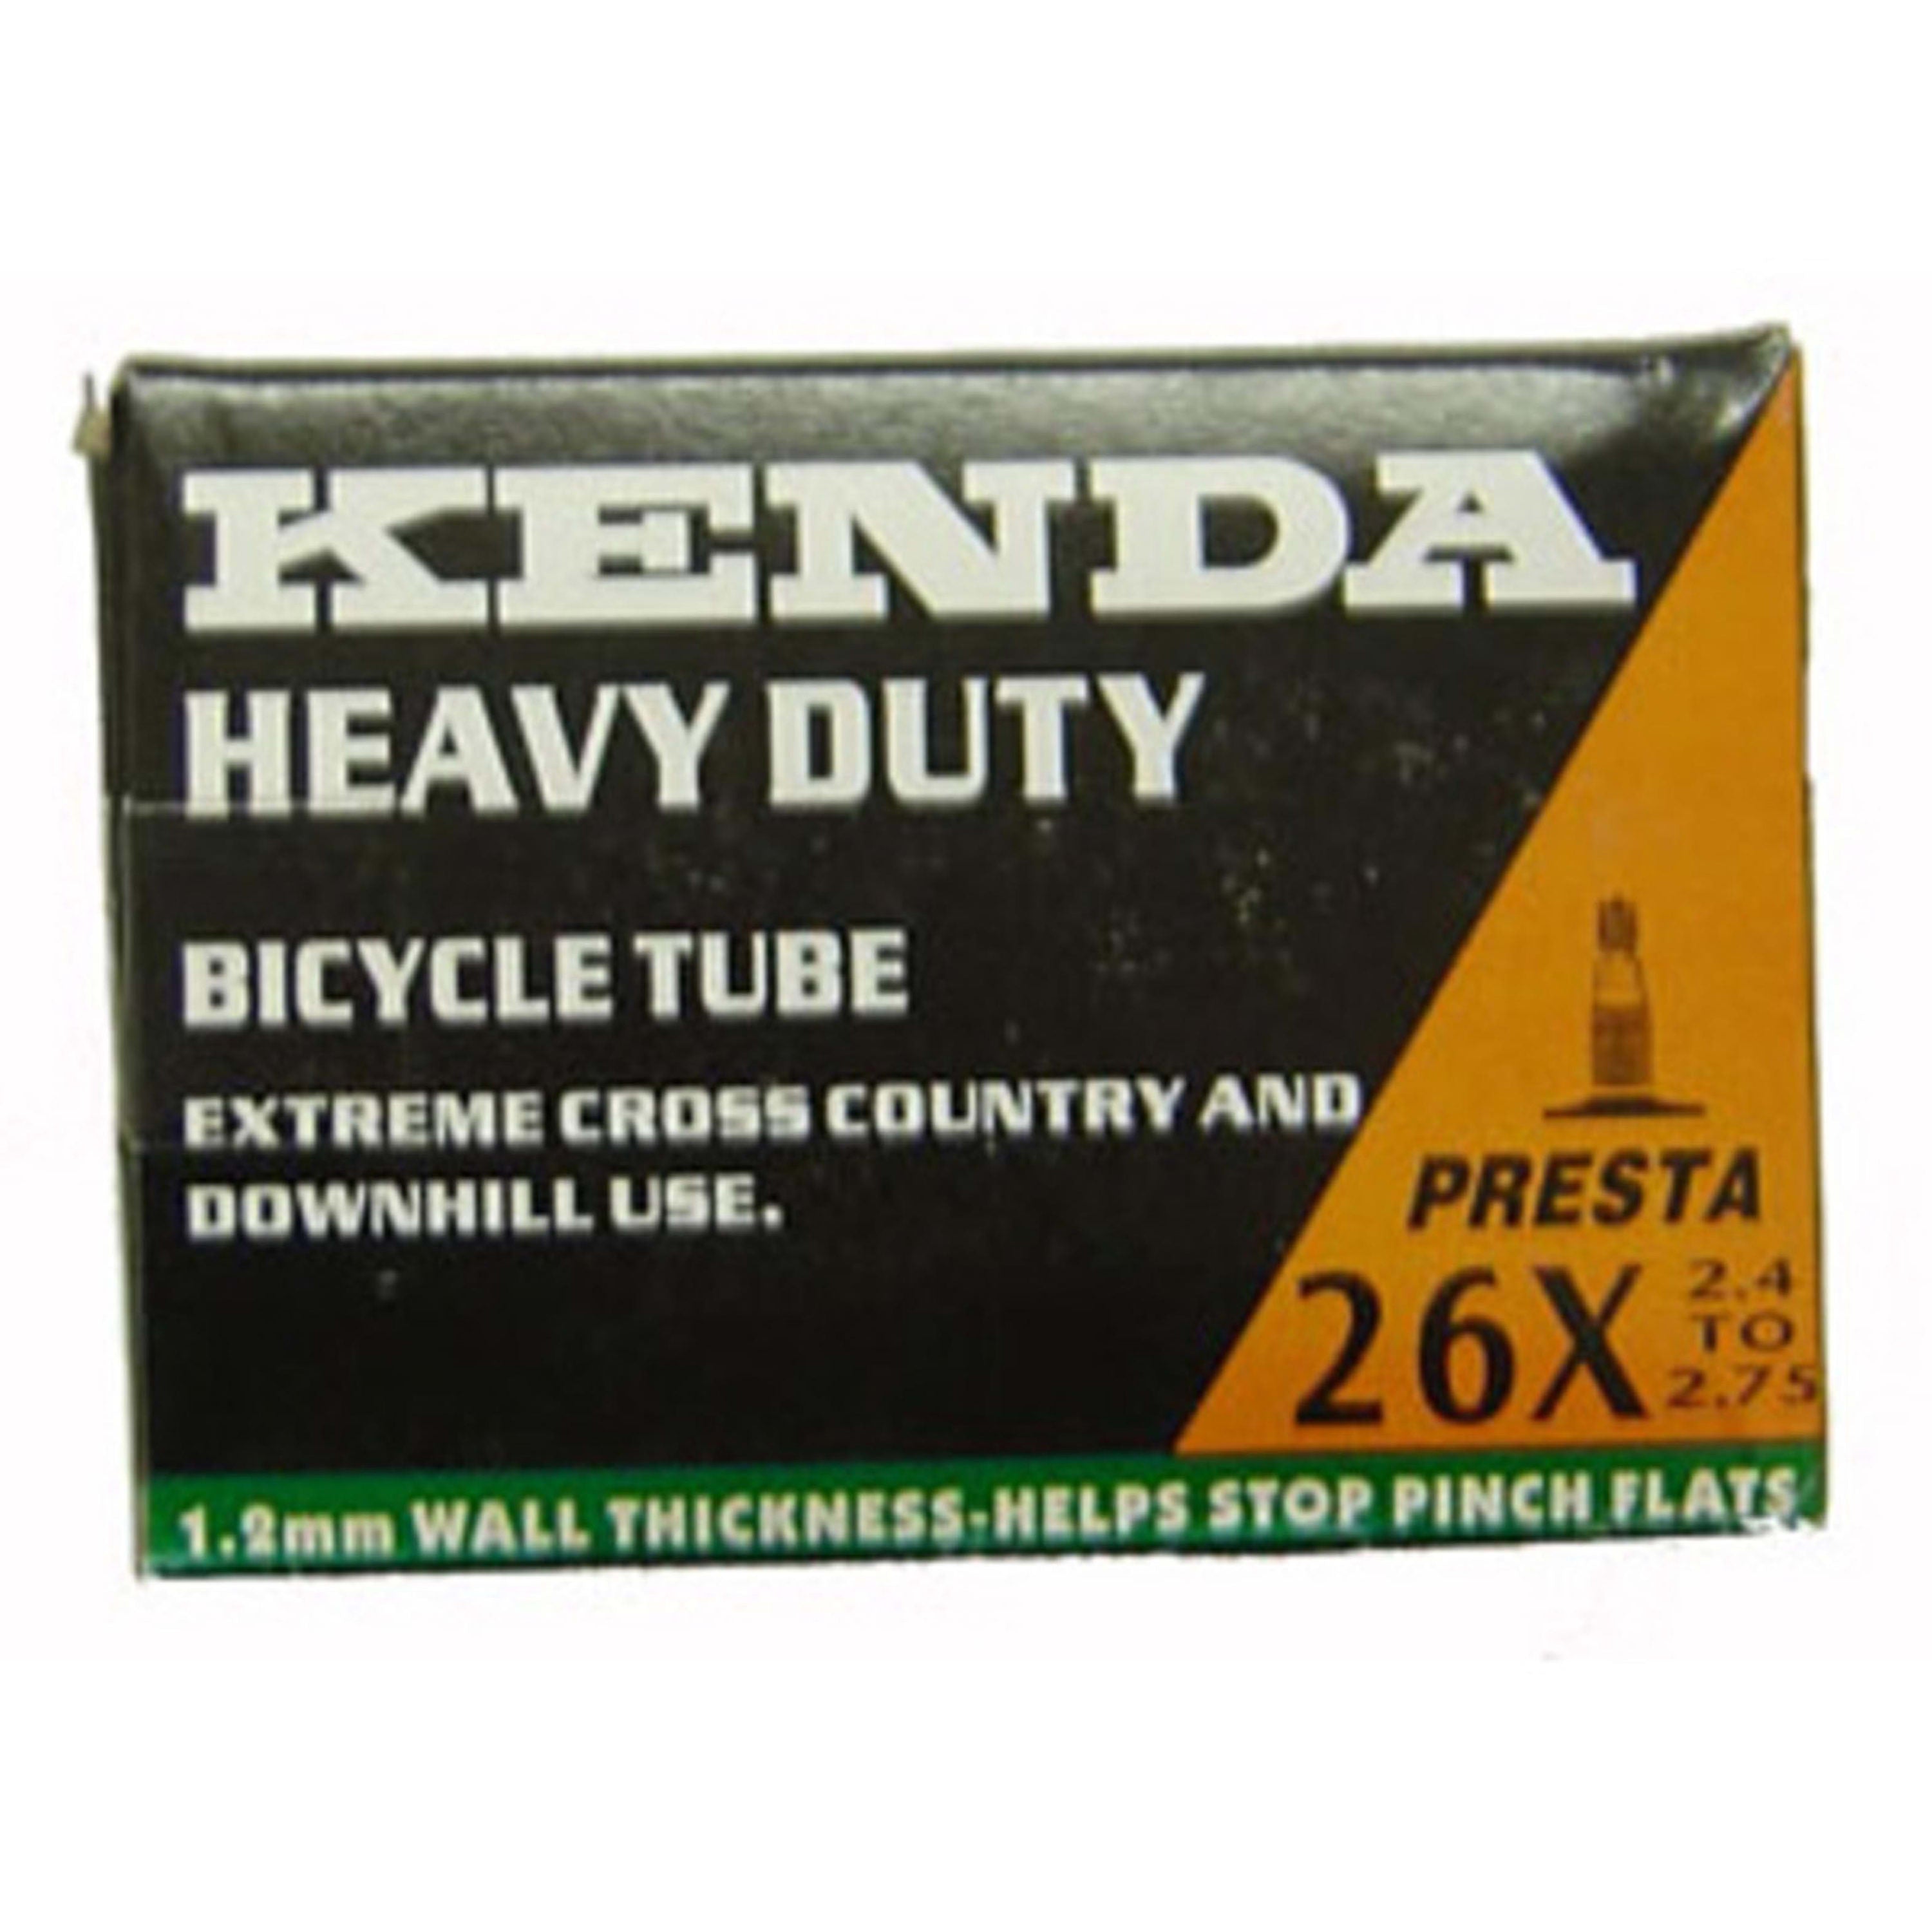 KENDA
HEAVY DUTY
BICYCLE TUBE
EXTREME CROSS COUNTRY AND
DOWNHILL USE.
PRESTA
26X 2.4 TO 2.75
1.2mm WALL THICKNESS-HELPS STOP PINCH FLATS